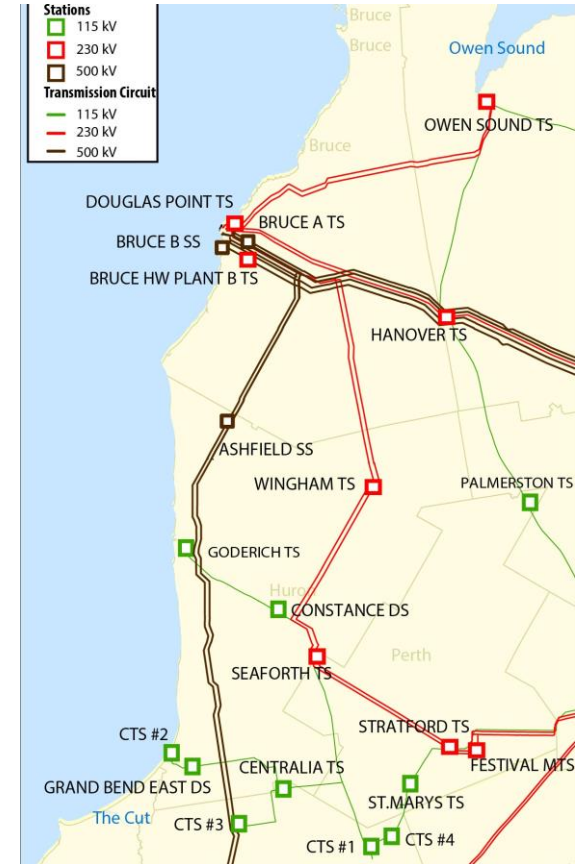 Stations
115 kV
230 kV
500 kV
Transmission Circuit
115 kV
230 kV
500 kV
Bruce
Bruce
Owen Sound
OWEN SOUND TS
Bruce
DOUGLAS POINT TS
BRUCE A TS
BRUCE B SS
BRUCE HW PLANT B TS
HANOVER TS
ASHFIELD SS
WINGHAM TS
PALMERSTON TS
GODERICH TS
Huron
CONSTANCE DS
Perth
SEAFORTH TS
STRATFORD TS
CTS #2
FESTIVAL MTS
CENTRALIA TS
GRAND BEND EAST DS
ST.MARYS TS
The Cut
CTS #3
CTS #4
CTS #1